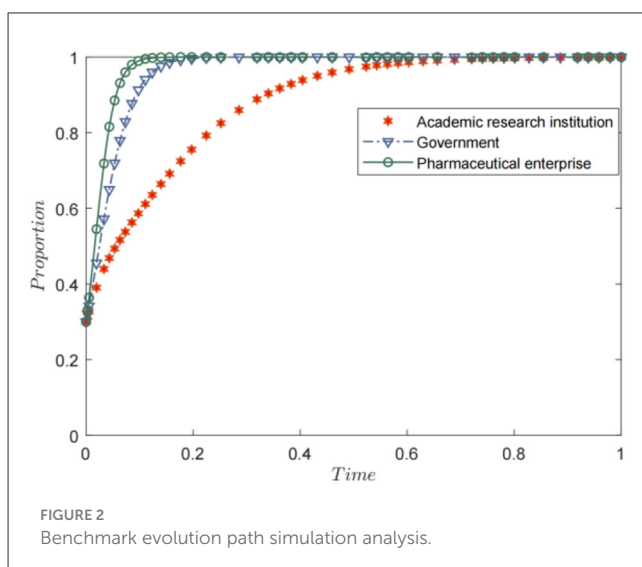 1
0.8
0.6
0.4
0.2
0
Proportion
Academic research institution
Government
Pharmaceutical enterprise
0 0.2 0.4 0.6 0.8 1
Time
FIGURE 2
Benchmark evolution path simulation analysis.